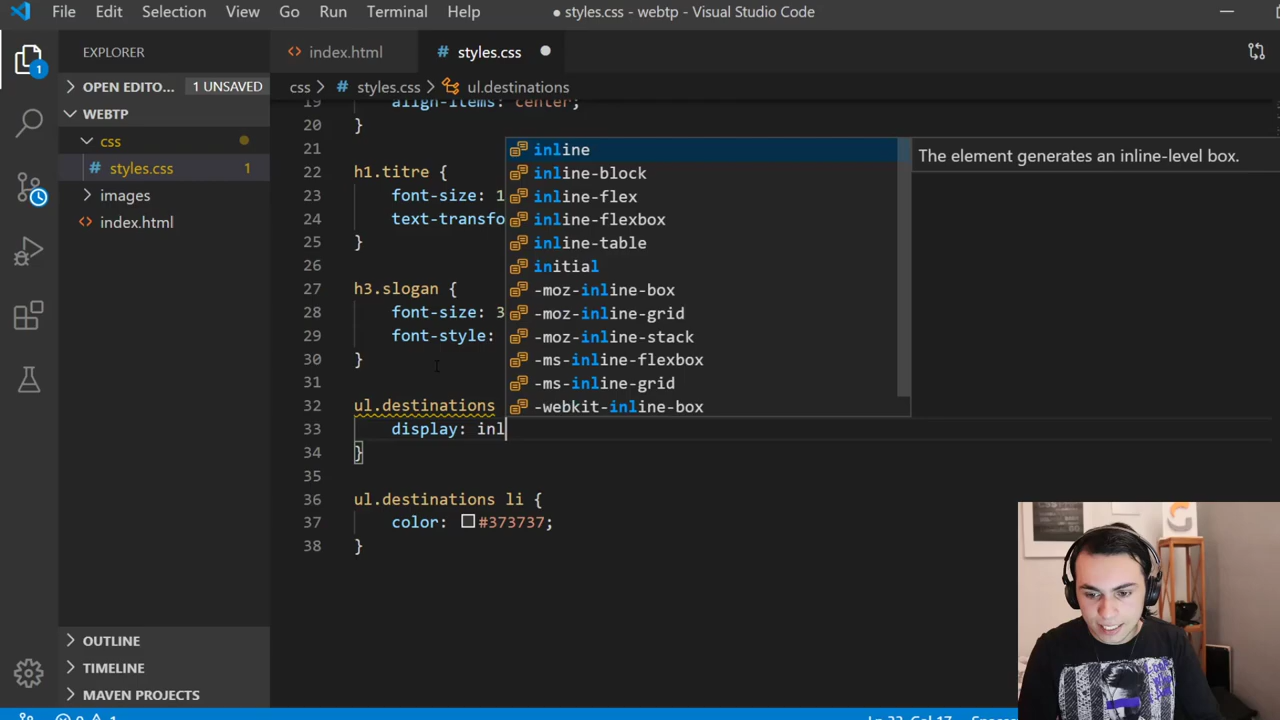 File Edit Selection View Go Run Terminal Help ● styles.css - webtp - Visual Studio Code
EXPLORER
OPEN EDITO... 1 UNSAVED
WEBTP
css
# styles.css 1
images
<> index.html
OUTLINE
TIMELINE
MAVEN PROJECTS
1
<> index.html # styles.css
css > # styles.css > ul.destinations
19 align-items: center;
20 }
21
22 h1.titre {
23 font-size: 1
24 text-transfo
25 }
26
27 h3.slogan {
28 font-size: 3
29 font-style:
30 }
31
32 ul.destinations
33 display: inl
34 }
35
36 ul.destinations li {
37 color: #373737;
38 }
inline
inline-block
inline-flex
inline-flexbox
inline-table
initial
-moz-inline-box
-moz-inline-grid
-moz-inline-stack
-ms-inline-flexbox
-ms-inline-grid
-webkit-inline-box
The element generates an inline-level box.